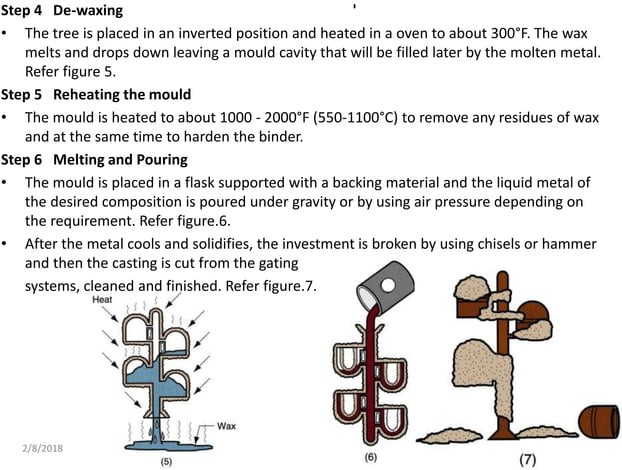 Step 4 De-waxing
• The tree is placed in an inverted position and heated in a oven to about 300°F. The wax
melts and drops down leaving a mould cavity that will be filled later by the molten metal.
Refer figure 5.
Step 5 Reheating the mould
• The mould is heated to about 1000 - 2000°F (550-1100°C) to remove any residues of wax
and at the same time to harden the binder.
Step 6 Melting and Pouring
• The mould is placed in a flask supported with a backing material and the liquid metal of
the desired composition is poured under gravity or by using air pressure depending on
the requirement. Refer figure.6.
• After the metal cools and solidifies, the investment is broken by using chisels or hammer
and then the casting is cut from the gating
systems, cleaned and finished. Refer figure.7.
Heat
Wax
2/8/2018
(5)
(6)
(7)